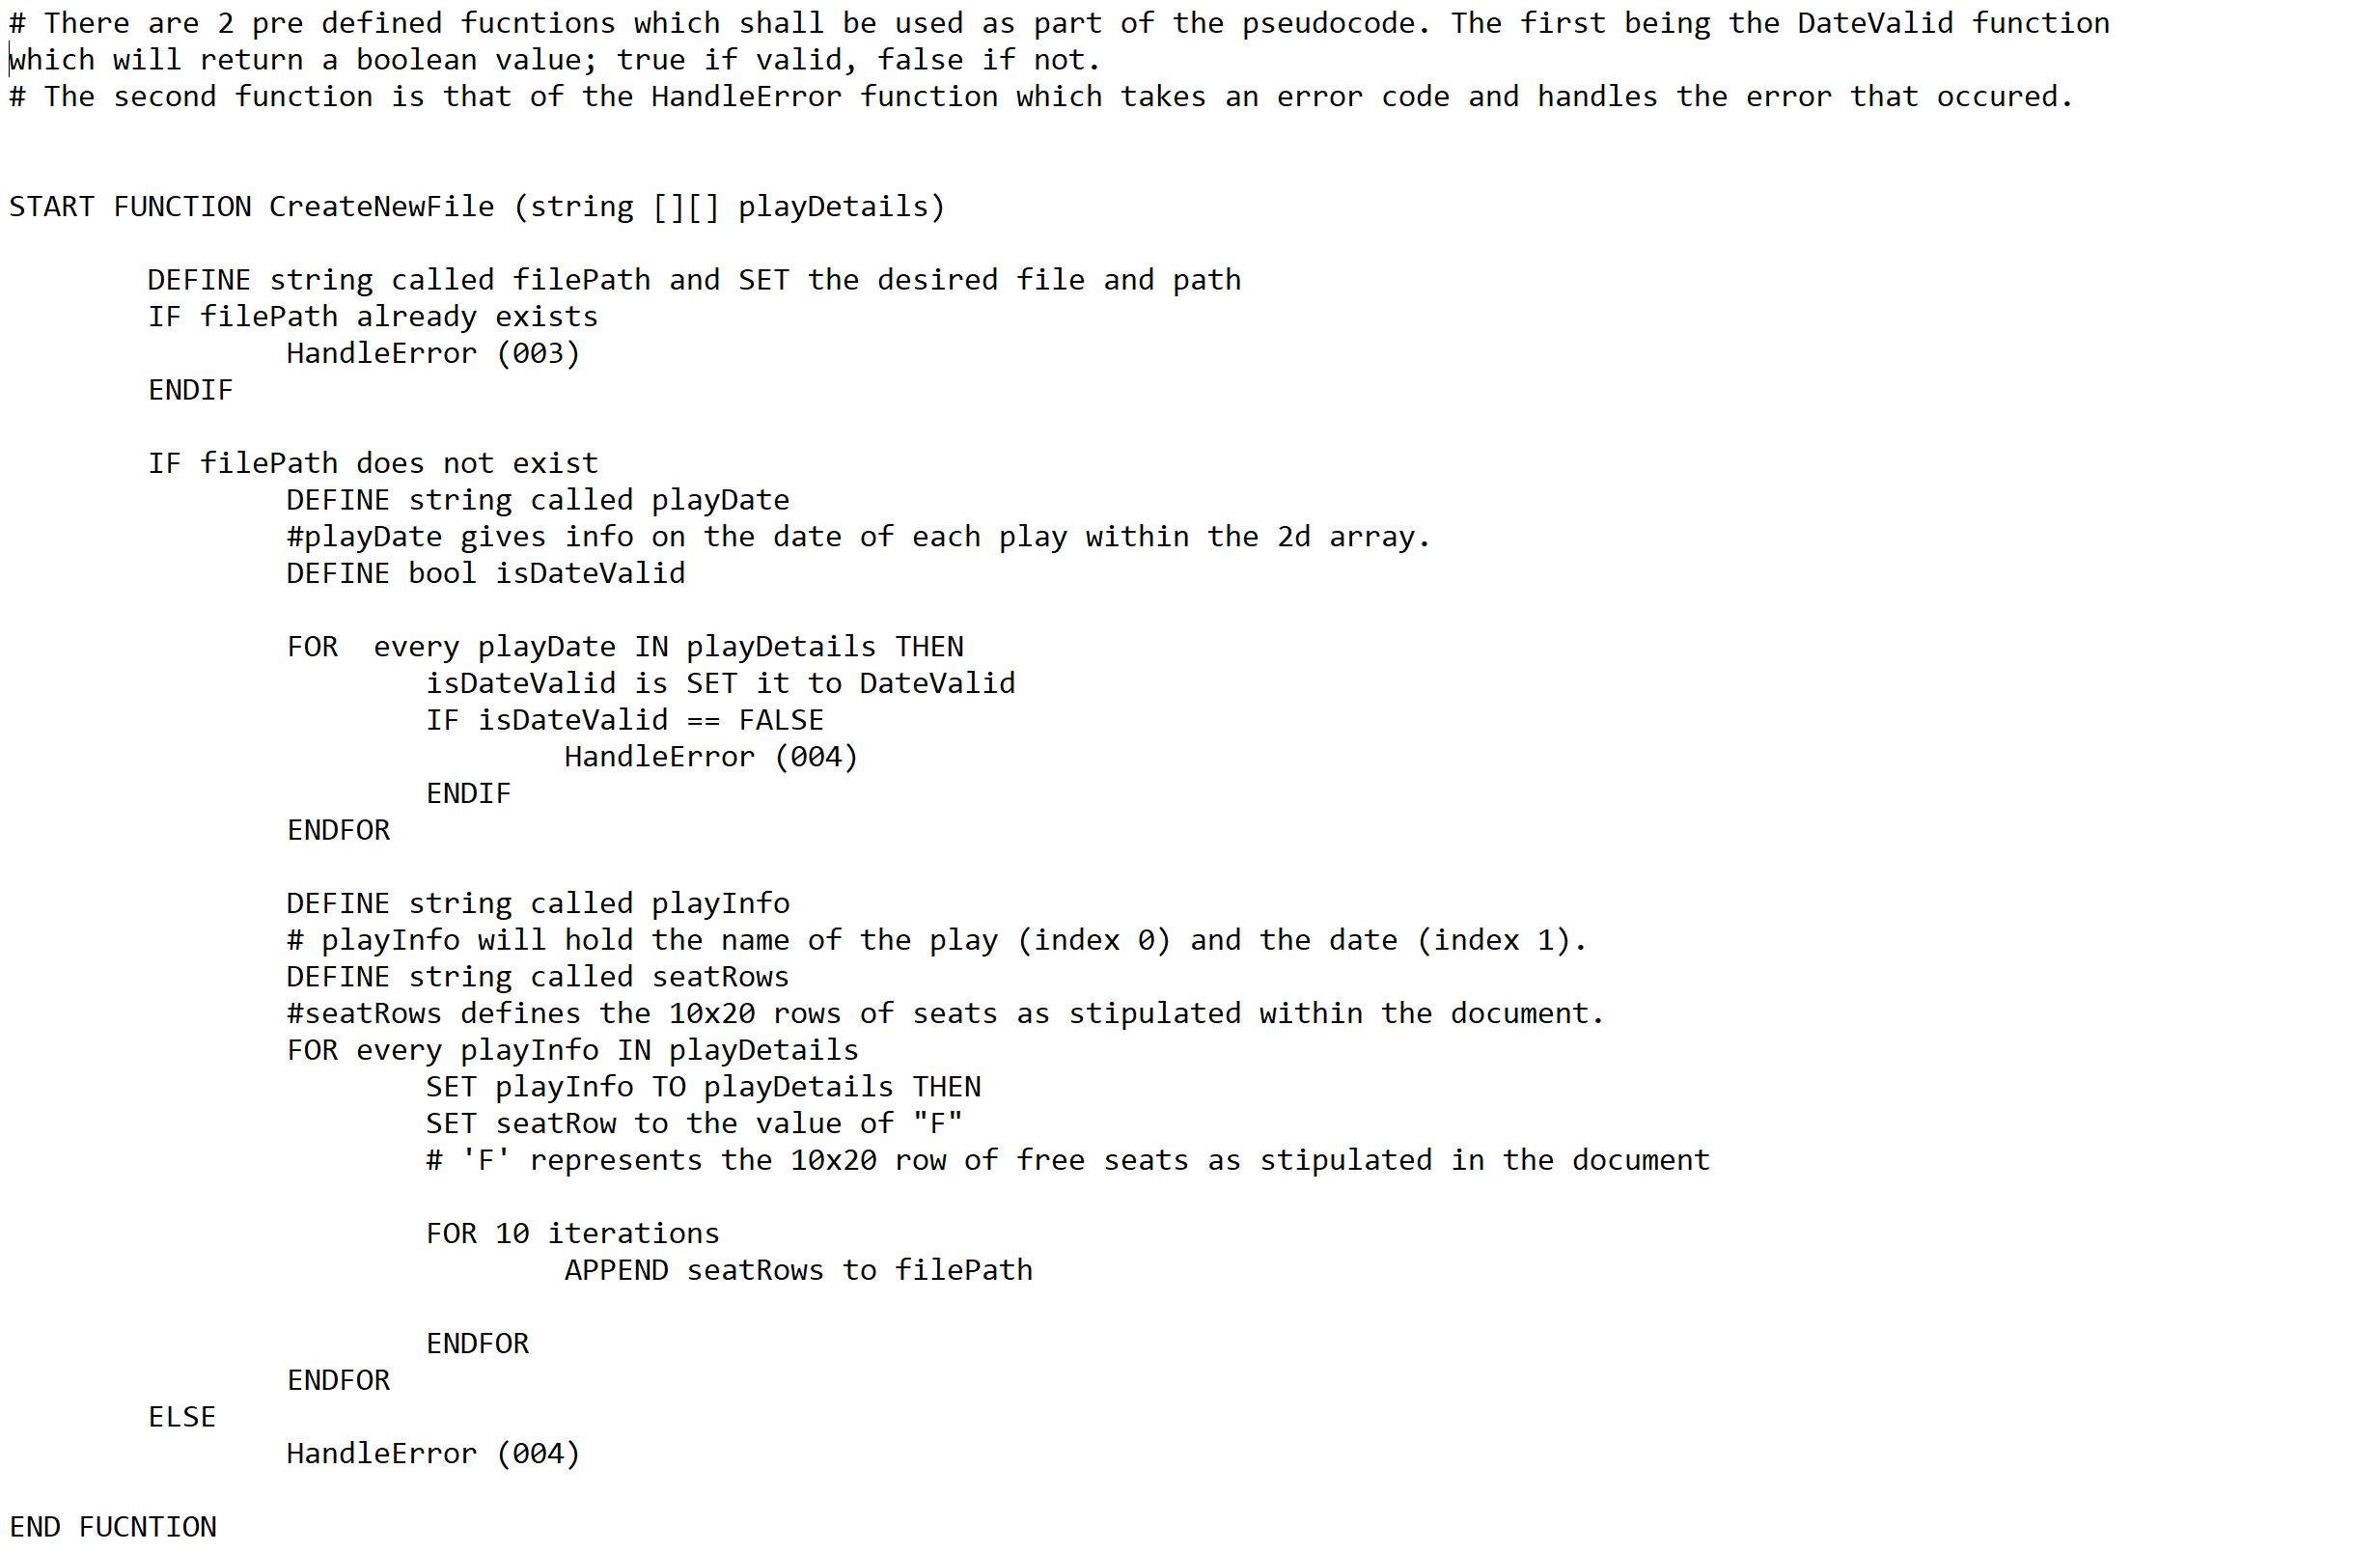 # There are 2 pre defined fucntions which shall be used as part of the pseudocode. The first being the DateValid function
which will return a boolean value; true if valid, false if not.
# The second function is that of the HandleError function which takes an error code and handles the error that occured.
START FUNCTION CreateNewFile (string [][] playDetails)
DEFINE string called filePath and SET the desired file and path
IF filePath already exists
HandleError (003)
ENDIF
IF filePath does not exist
DEFINE string called playDate
#playDate gives info on the date of each play within the 2d array.
DEFINE bool isDateValid
FOR  every playDate IN playDetails THEN
isDateValid is SET it to DateValid
IF isDateValid == FALSE
HandleError (004)
ENDIF
ENDFOR
DEFINE string called playInfo
# playInfo will hold the name of the play (index 0) and the date (index 1).
DEFINE string called seatRows
#seatRows defines the 10x20 rows of seats as stipulated within the document.
FOR every playInfo IN playDetails
SET playInfo TO playDetails THEN
SET seatRow to the value of "F"
# 'F' represents the 10x20 row of free seats as stipulated in the document
FOR 10 iterations
APPEND seatRows to filePath
ENDFOR
ENDFOR
ELSE
HandleError (004)
END FUCNTION